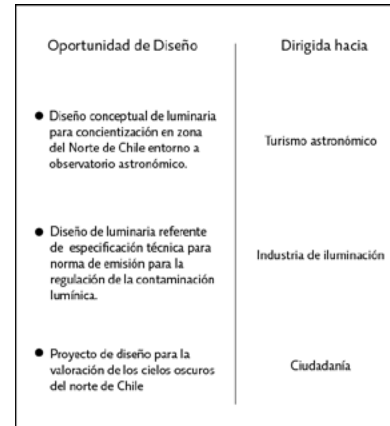 Oportunidad de Diseño
Dirigida hacia
● Diseño conceptual de luminaria
para concientización en zona
del Norte de Chile entorno a
observatorio astronómico.
Turismo astronómico
● Diseño de luminaria referente
de especificación técnica para
norma de emisión para la
regulación de la contaminación
lumínica.
Industria de iluminación
● Proyecto de diseño para la
valoración de los cielos oscuros
del norte de Chile
Ciudadanía